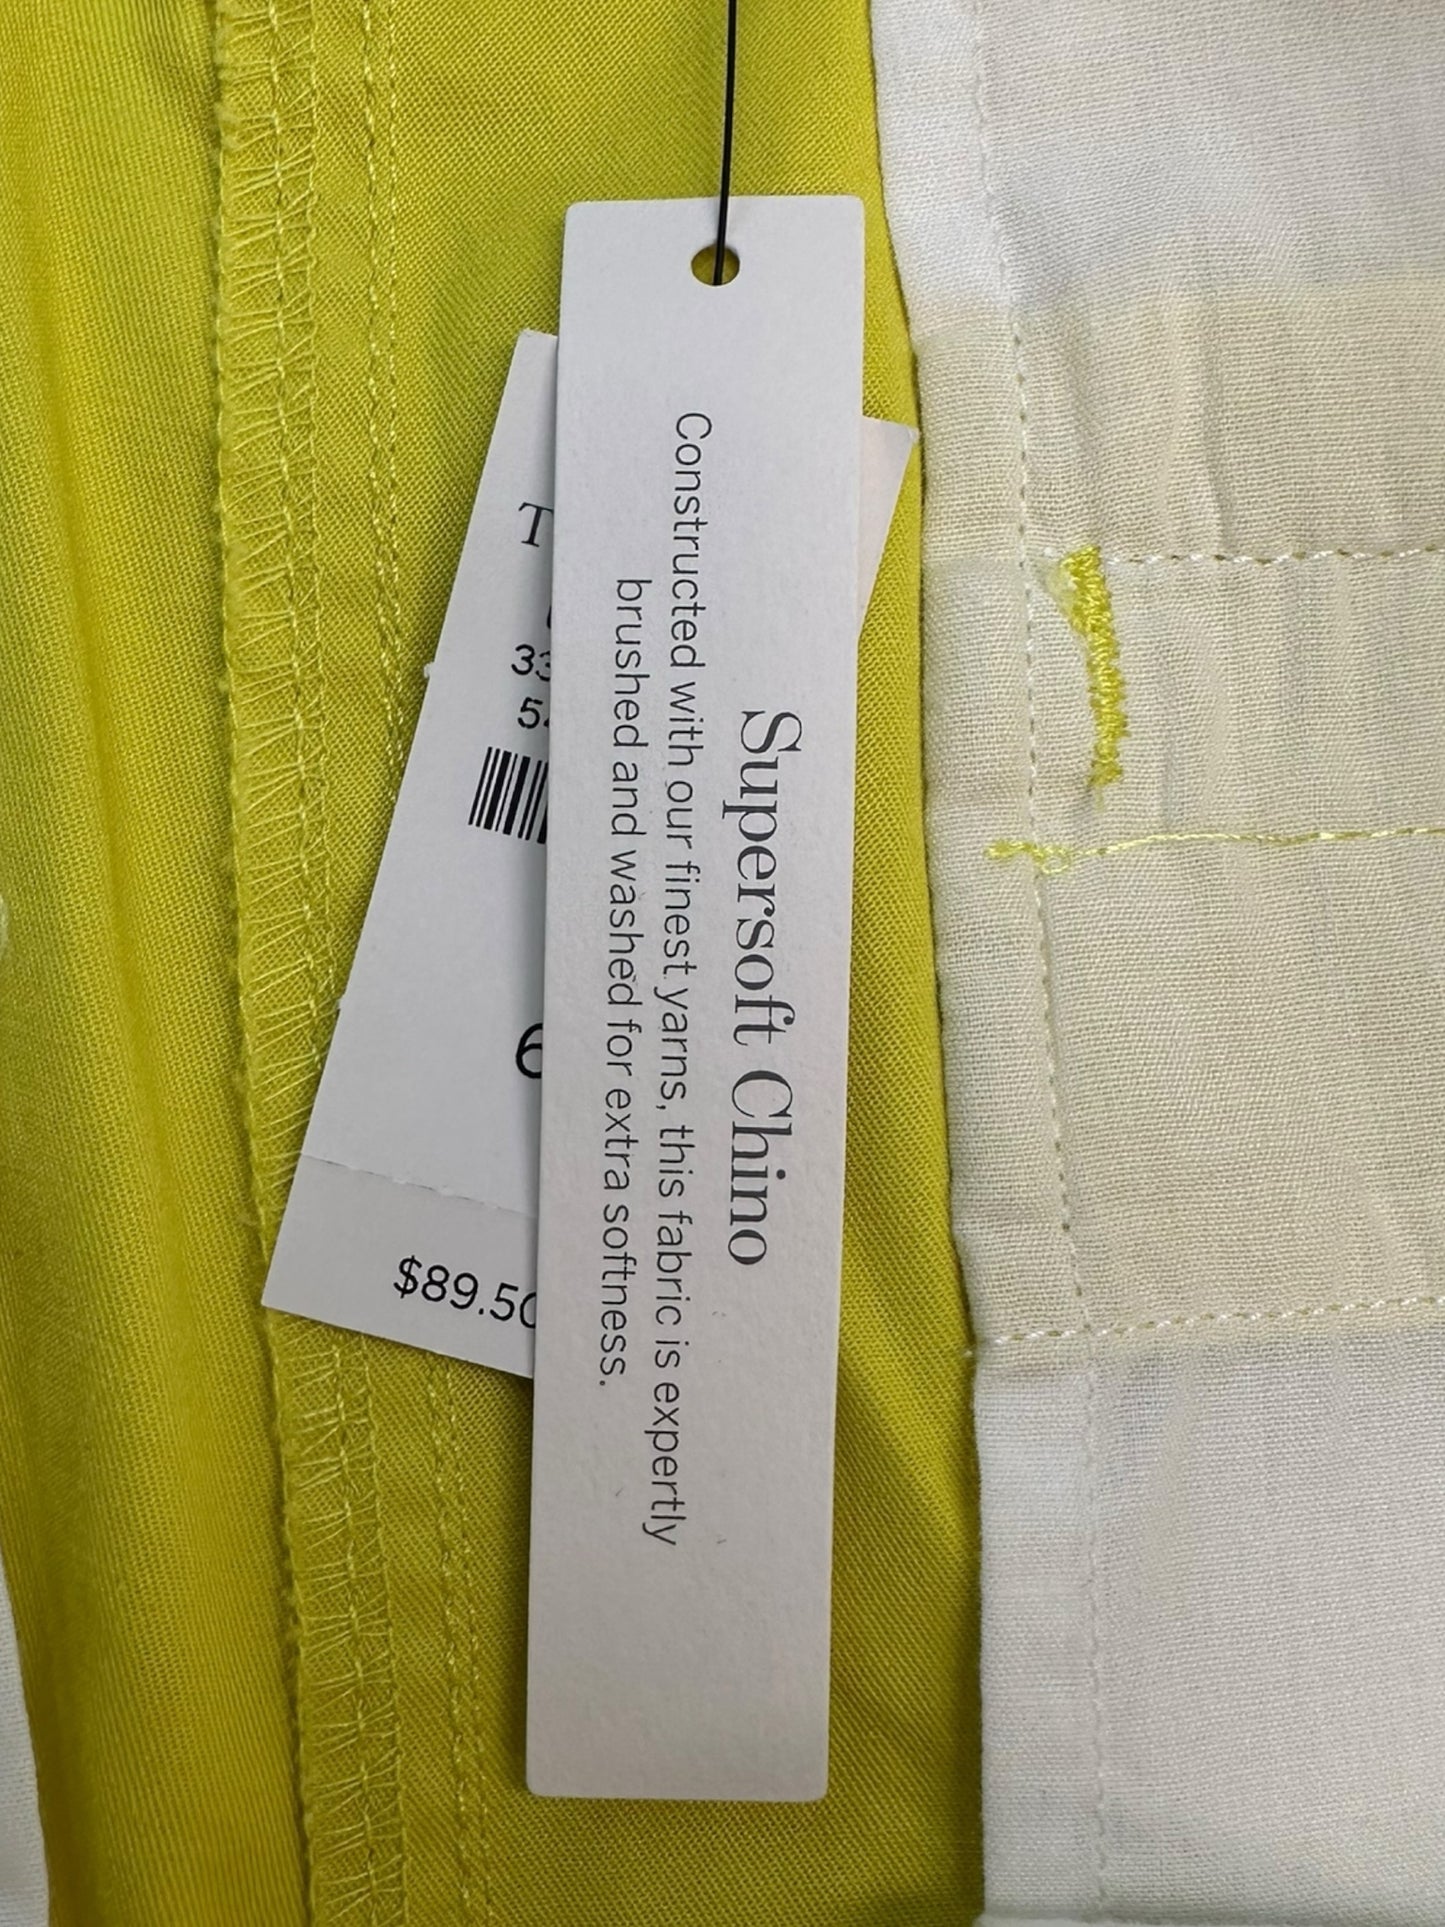 Supersoft Chino
Constructed with our finest yarns, this fabric is expertly
brushed and washed for extra softness.
T
33
6
$89.50